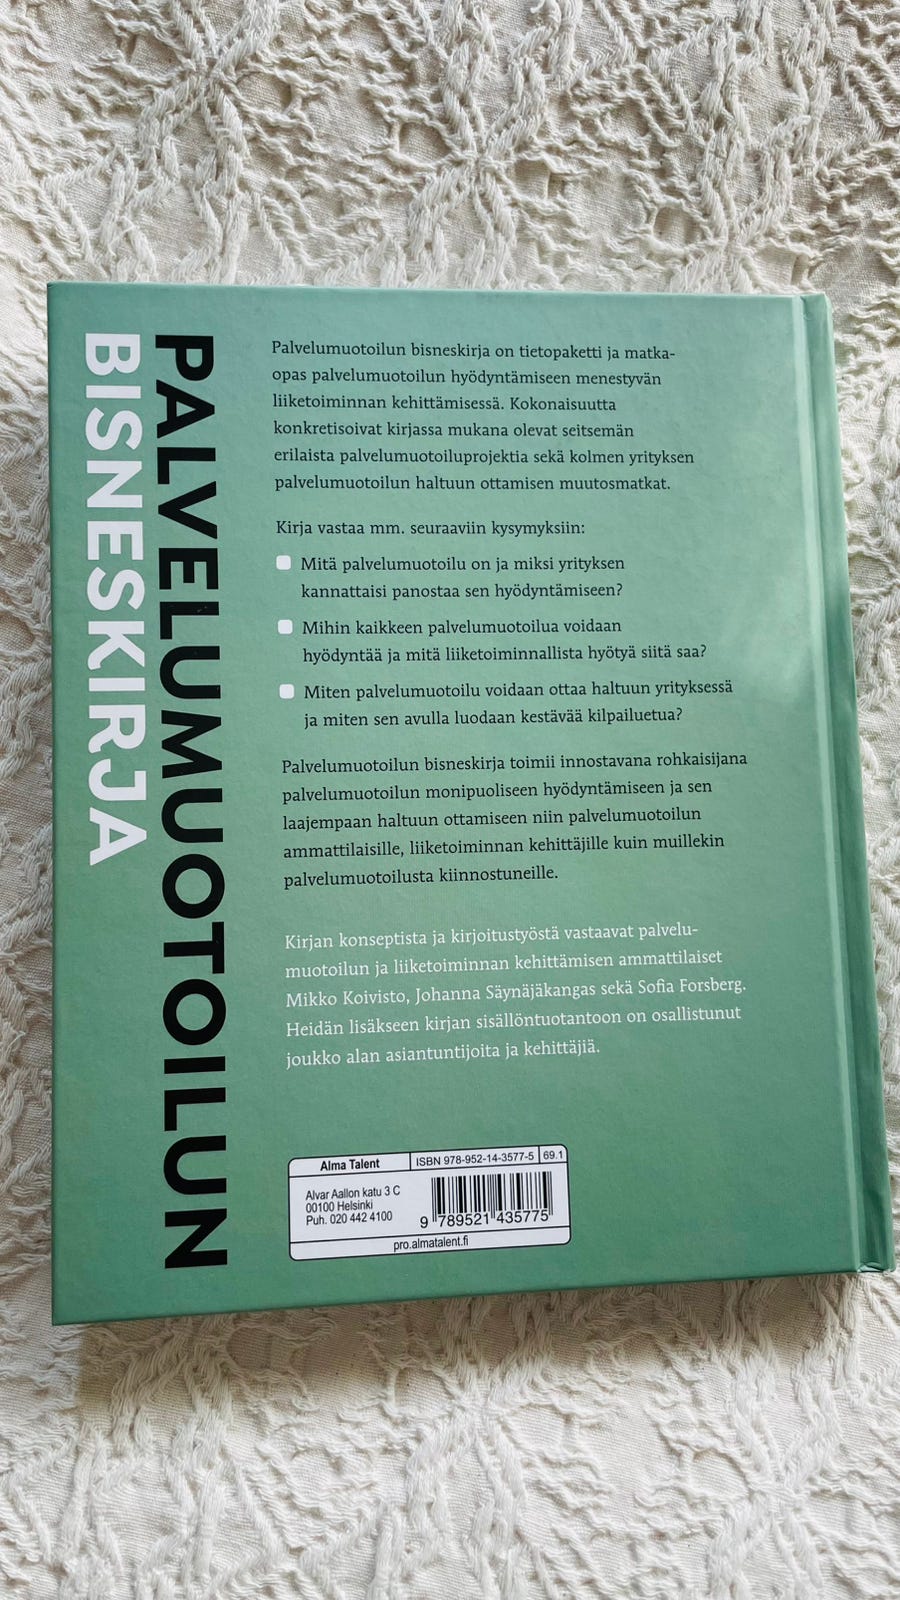 PALVELUMUOTOILUN
BISNESKIRJA
Palvelumuotoilun bisneskirja on tietopaketti ja matka-
opas palvelumuotoilun hyödyntämiseen menestyvän
liiketoiminnan kehittämisessä. Kokonaisuutta
konkretisoivat kirjassa mukana olevat seitsemän
erilaista palvelumuotoiluprojektia sekä kolmen yrityksen
palvelumuotoilun haltuun ottamisen muutosmatkat.
Kirja vastaa mm. seuraaviin kysymyksiin:
Mitä palvelumuotoilu on ja miksi yrityksen
kannattaisi panostaa sen hyödyntämiseen?
Mihin kaikkeen palvelumuotoilua voidaan
hyödyntää ja mitä liiketoiminnallista hyötyä siitä saa?
Miten palvelumuotoilu voidaan ottaa haltuun yrityksessä
ja miten sen avulla luodaan kestävää kilpailuetua?
Palvelumuotoilun bisneskirja toimii innostavana rohkaisijana
palvelumuotoilun monipuoliseen hyödyntämiseen ja sen
laajempaan haltuun ottamiseen niin palvelumuotoilun
ammattilaisille, liiketoiminnan kehittäjille kuin muillekin
palvelumuotoilusta kiinnostuneille.
Kirjan konseptista ja kirjoitustyöstä vastaavat palvelu-
muotoilun ja liiketoiminnan kehittämisen ammattilaiset
Mikko Koivisto, Johanna Säynäjäkangas sekä Sofia Forsberg.
Heidän lisäkseen kirjan sisällöntuotantoon on osallistunut
joukko alan asiantuntijoita ja kehittäjiä.
Alma Talent ISBN 978-952-14-3577-5 69.1
Alvar Aallon katu 3 C
00100 Helsinki
Puh. 020 442 4100
9 789521 435775
pro.almatalent.fi